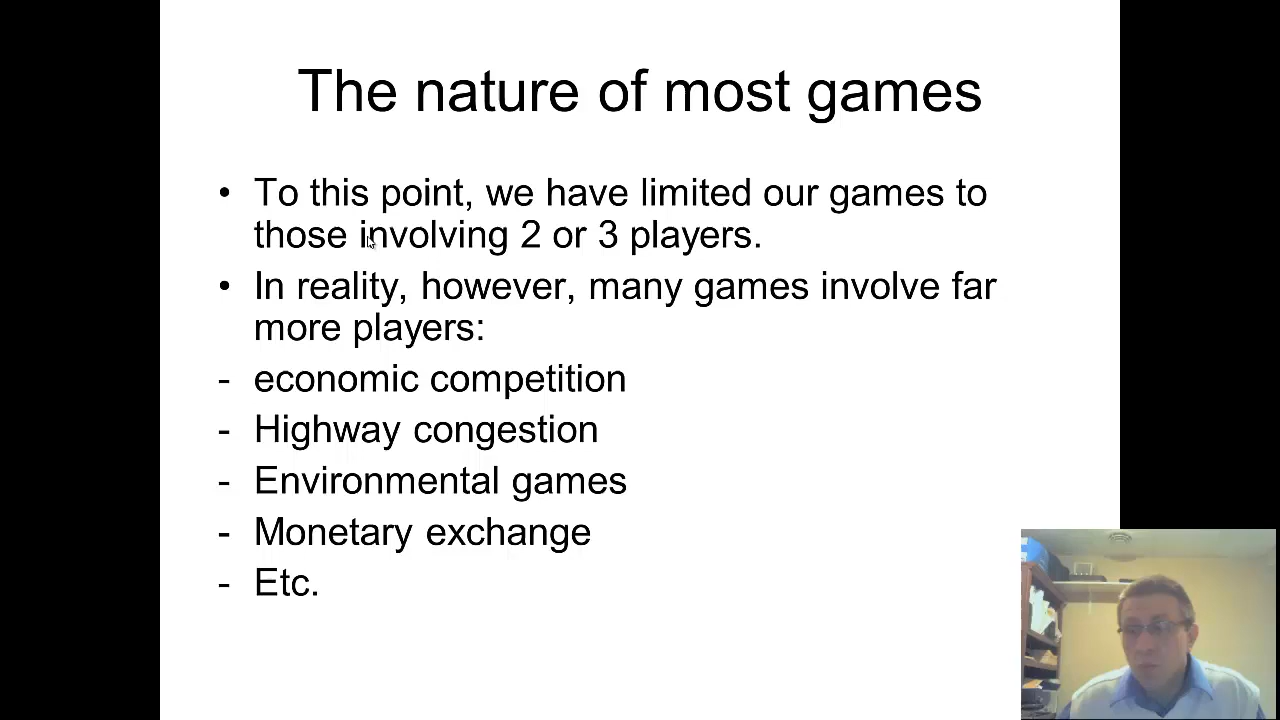 The nature of most games
• To this point, we have limited our games to
those involving 2 or 3 players.
• In reality, however, many games involve far
more players:
- economic competition
- Highway congestion
- Environmental games
- Monetary exchange
- Etc.